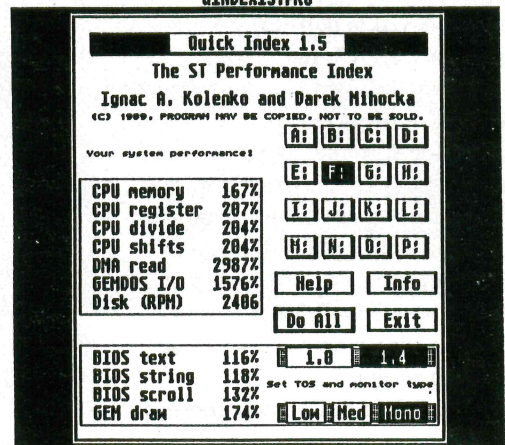 Quick Index 1.5
The ST Performance Index
Ignac A. Kolenko and Darek Mihocka
(C) 1989. PROGRAM MAY BE COPIED. NOT TO BE SOLD.
A: B: C: D:
Your system performance:
E: F: G: H:
CPU memory 167%
CPU register 207%
I: J: K: L:
CPU divide 204%
CPU shifts 204%
M: N: O: P:
DMA read 2987%
GEMDOS I/O 1576%
Help Info
Disk (RPM) 2406
Do All Exit
BIOS text 116%
1.0 1.4
BIOS string 118%
Set TOS and monitor type
BIOS scroll 132%
GEM draw 174%
Low Med Mono